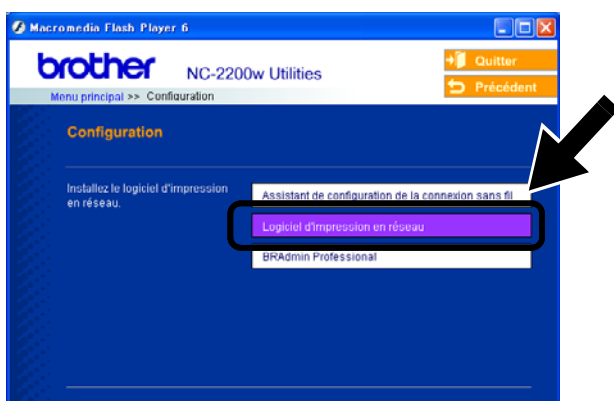 Macromedia Flash Player 6
brother
NC-2200w Utilities
Quitter
Précédent
Menu principal >> Configuration
Configuration
Installez le logiciel d'impression
en réseau.
Assistant de configuration de la connexion sans fil
Logiciel d'impression en réseau
BRAdmin Professional